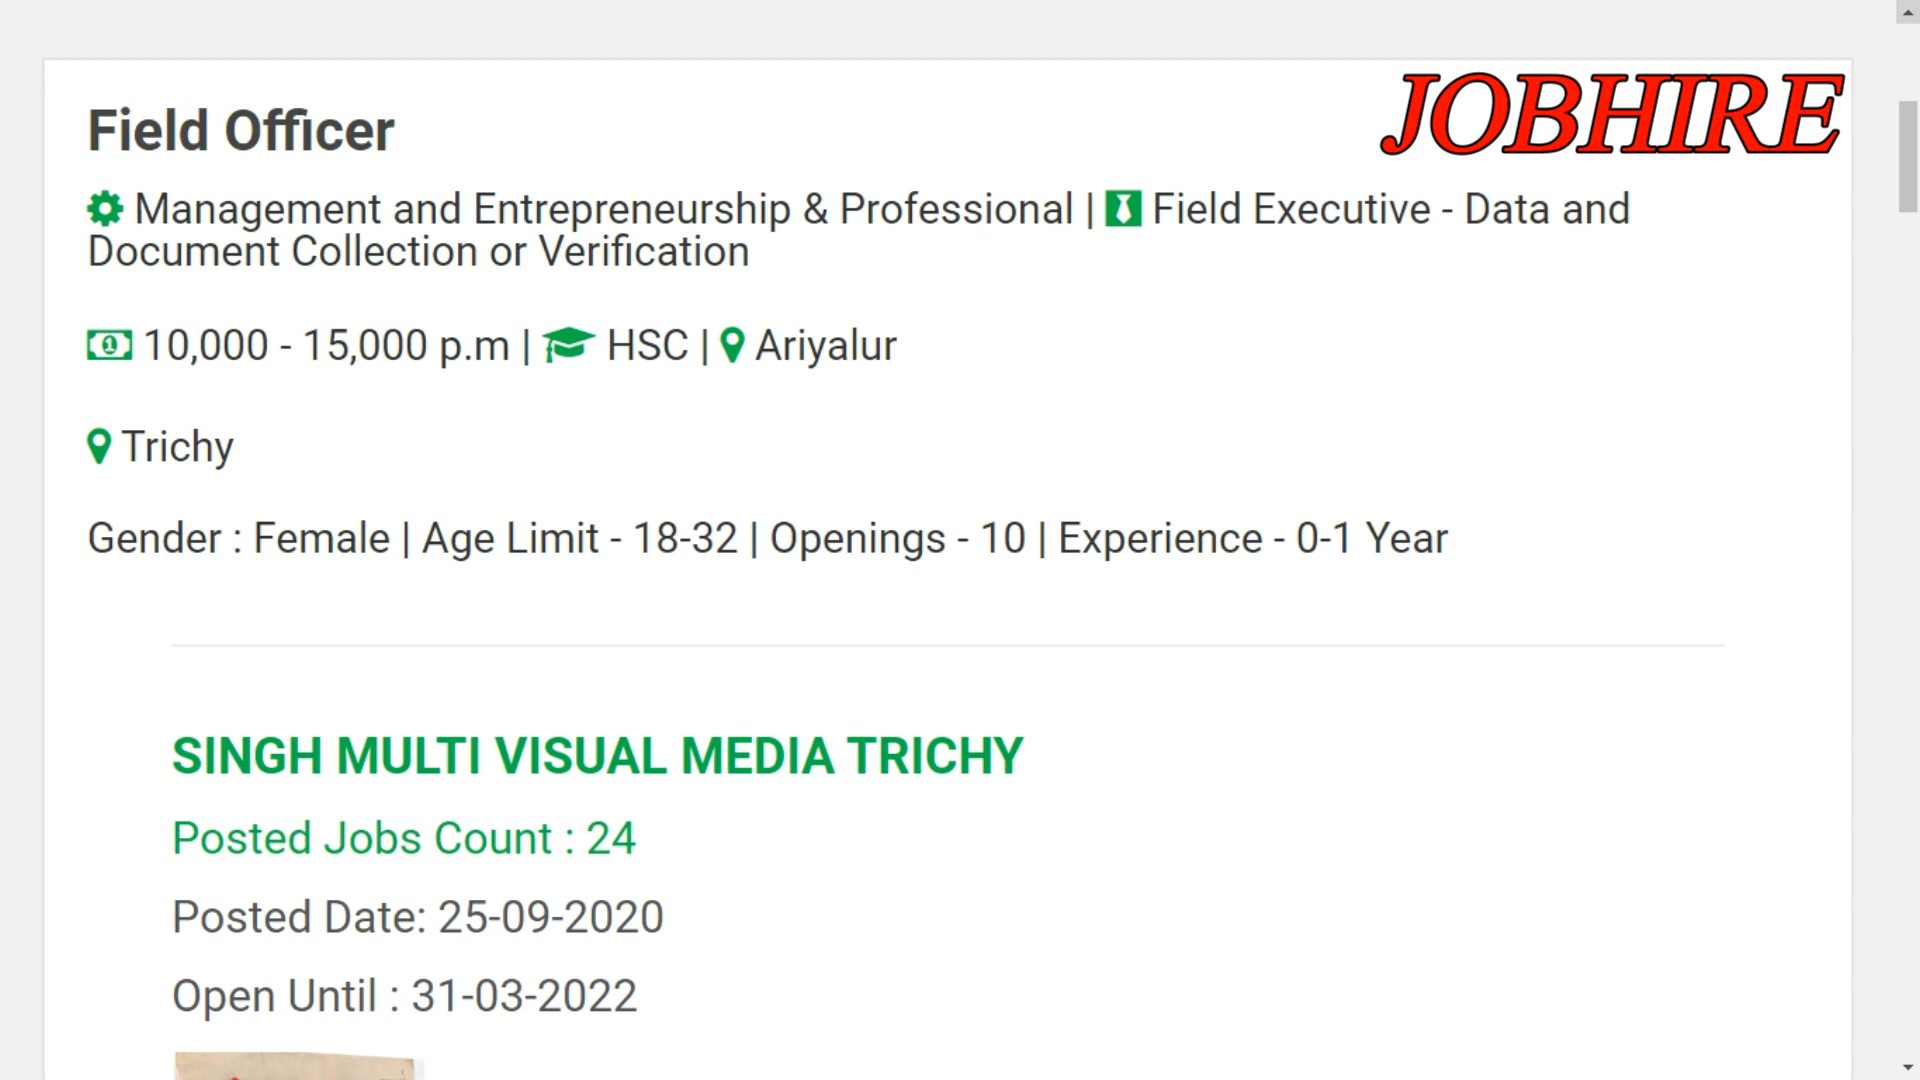 JOBHIRE
Field Officer
Management and Entrepreneurship & Professional | Field Executive - Data and
Document Collection or Verification
10,000 - 15,000 p.m | HSC | Ariyalur
Trichy
Gender : Female | Age Limit - 18-32 | Openings - 10 | Experience - 0-1 Year
SINGH MULTI VISUAL MEDIA TRICHY
Posted Jobs Count : 24
Posted Date: 25-09-2020
Open Until : 31-03-2022